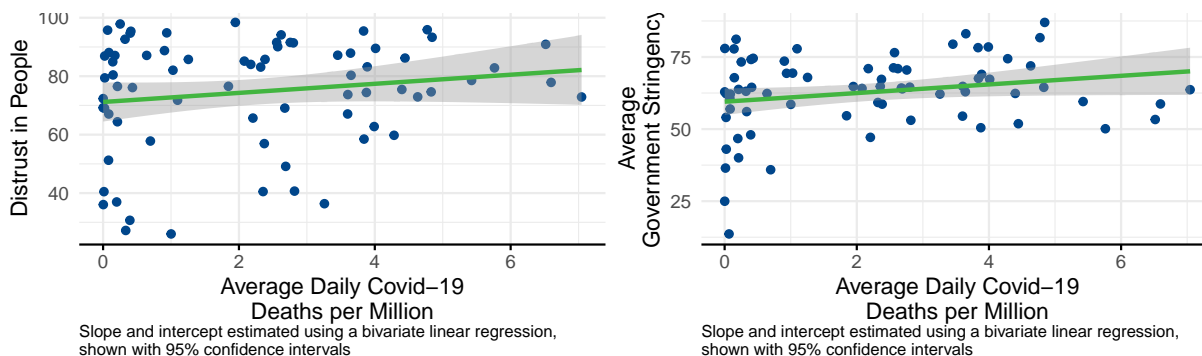 100
80
60
40
Distrust in People
0 2 4 6
Average Daily Covid−19
Deaths per Million
Slope and intercept estimated using a bivariate linear regression,
shown with 95% confidence intervals
75
50
25
Average
Government Stringency
0 2 4 6
Average Daily Covid−19
Deaths per Million
Slope and intercept estimated using a bivariate linear regression,
shown with 95% confidence intervals